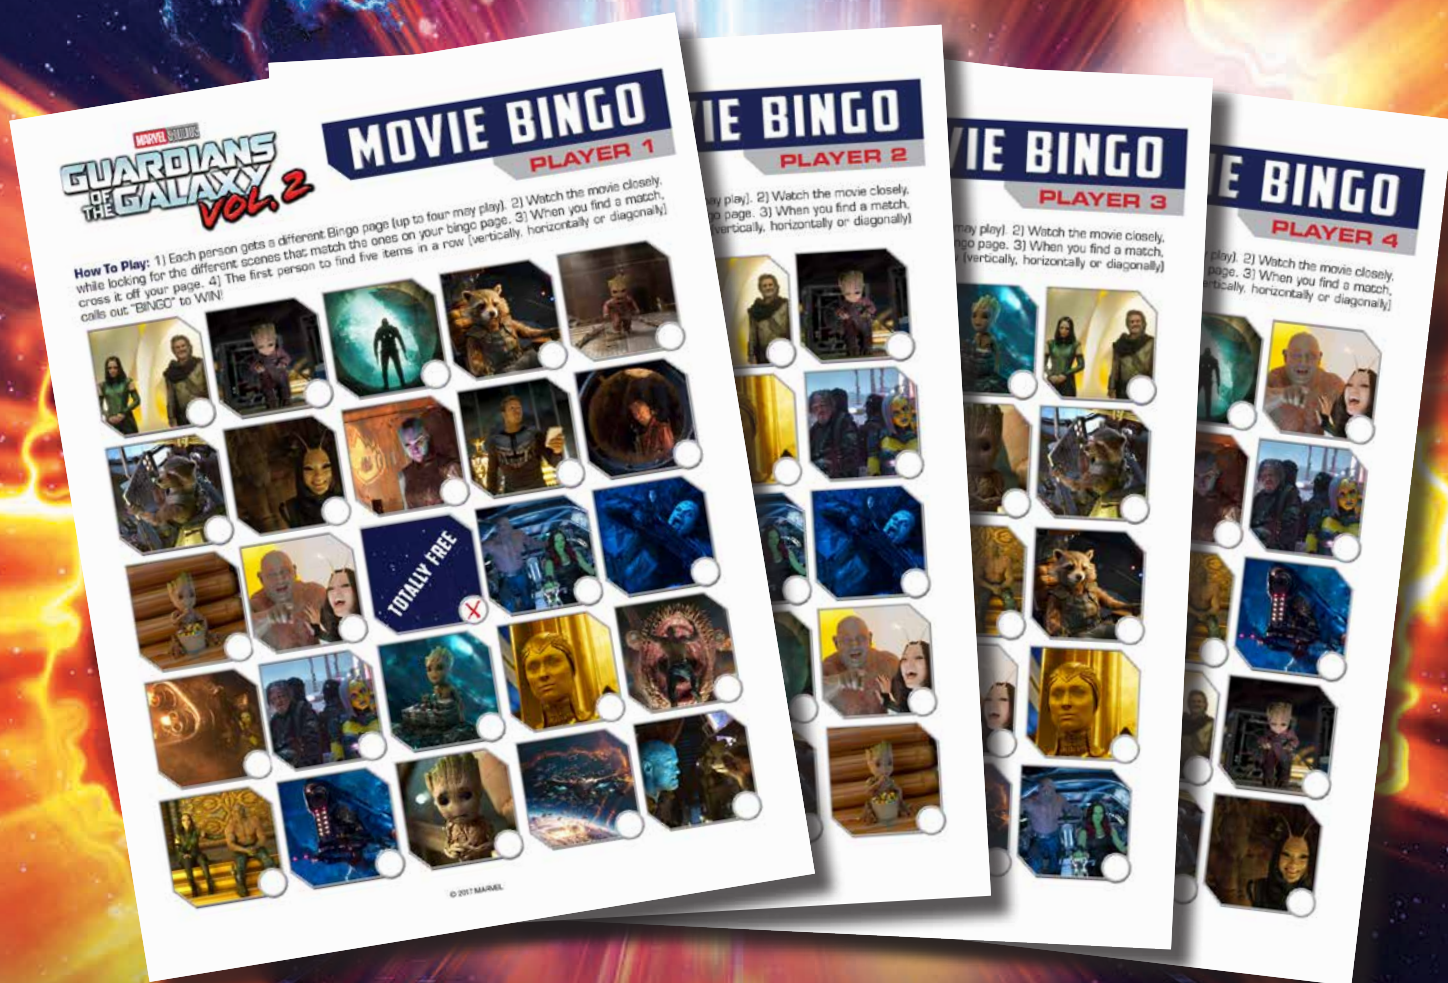 MARVEL STUDIOS
GUARDIANS
OF THE GALAXY
VOL. 2
MOVIE BINGO
PLAYER 1
How To Play: 1) Each person gets a different Bingo page (up to four may play). 2) Watch the movie closely,
while looking for the different scenes that match the ones on your bingo page. 3) When you find a match,
cross it off your page. 4) The first person to find five items in a row (vertically, horizontally or diagonally)
calls out "BINGO" to WIN!
TOTALLY FREE
X
© 2017 MARVEL
IE BINGO
PLAYER 2
may play). 2) Watch the movie closely,
page. 3) When you find a match,
(vertically, horizontally or diagonally)
IE BINGO
PLAYER 3
may play). 2) Watch the movie closely,
page. 3) When you find a match,
(vertically, horizontally or diagonally)
E BINGO
PLAYER 4
play). 2) Watch the movie closely,
page. 3) When you find a match,
horizontally or diagonally)